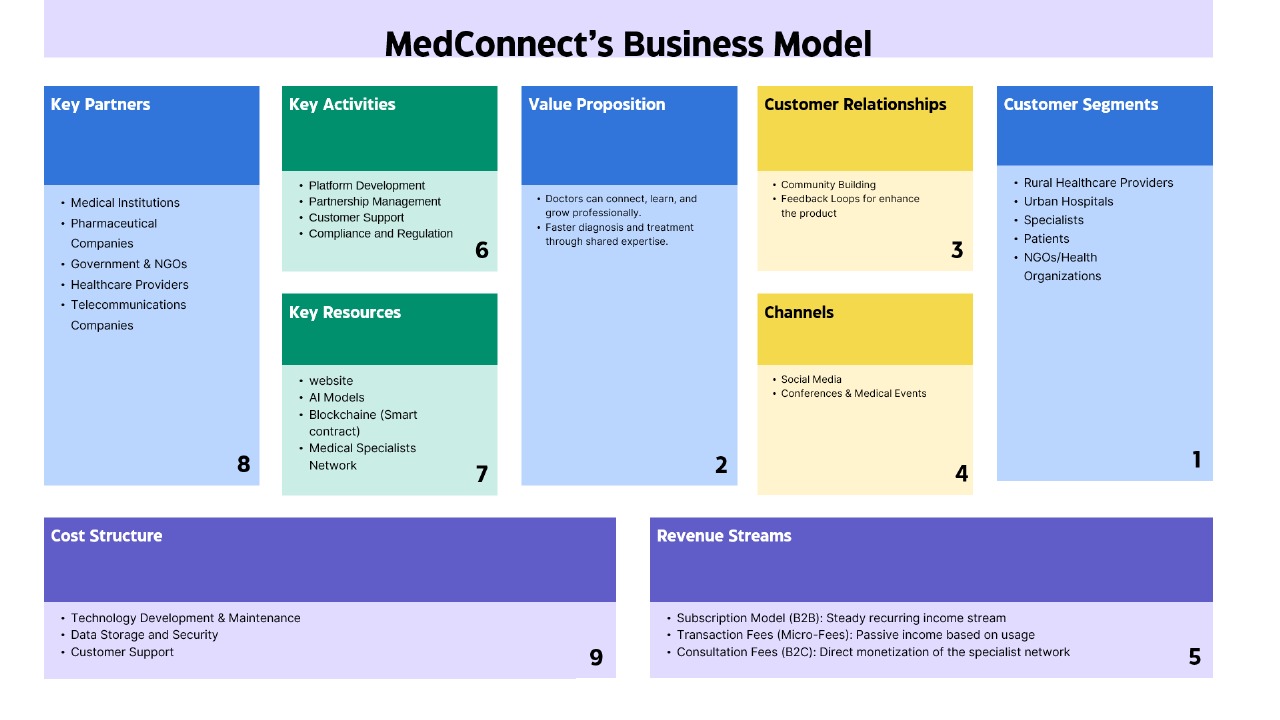 MedConnect’s Business Model
Key Partners
• Medical Institutions
• Pharmaceutical
Companies
• Government & NGOs
• Healthcare Providers
• Telecommunications
Companies
8
Key Activities
• Platform Development
• Partnership Management
• Customer Support
• Compliance and Regulation
6
Key Resources
• website
• AI Models
• Blockchaine (Smart
contract)
• Medical Specialists
Network
7
Value Proposition
• Doctors can connect, learn, and
grow professionally.
• Faster diagnosis and treatment
through shared expertise.
2
Customer Relationships
• Community Building
• Feedback Loops for enhance
the product
3
Channels
• Social Media
• Conferences & Medical Events
4
Customer Segments
• Rural Healthcare Providers
• Urban Hospitals
• Specialists
• Patients
• NGOs/Health
Organizations
1
Cost Structure
• Technology Development & Maintenance
• Data Storage and Security
• Customer Support
9
Revenue Streams
• Subscription Model (B2B): Steady recurring income stream
• Transaction Fees (Micro-Fees): Passive income based on usage
• Consultation Fees (B2C): Direct monetization of the specialist network
5